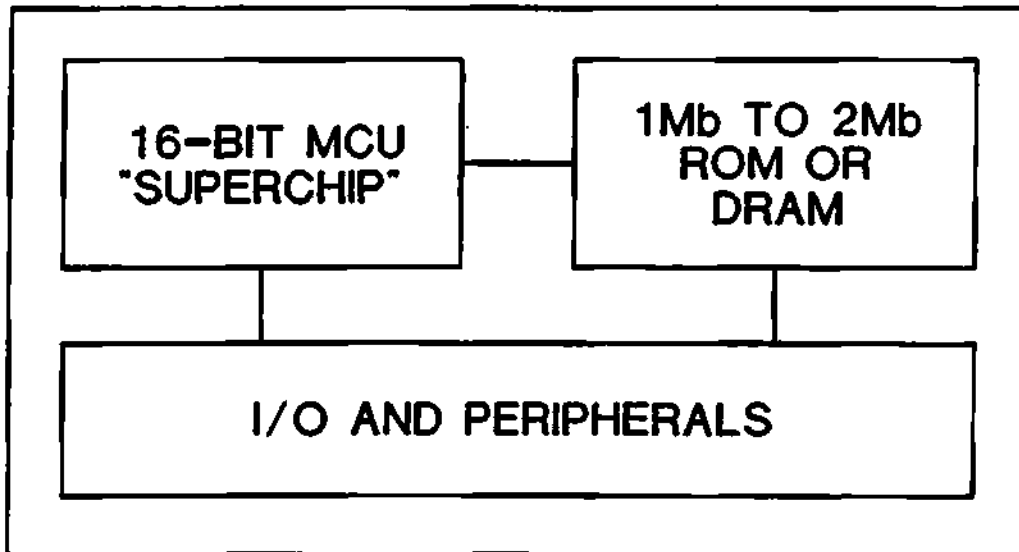 16-BIT MCU
"SUPERCHIP"
1Mb TO 2Mb
ROM OR
DRAM
I/O AND PERIPHERALS